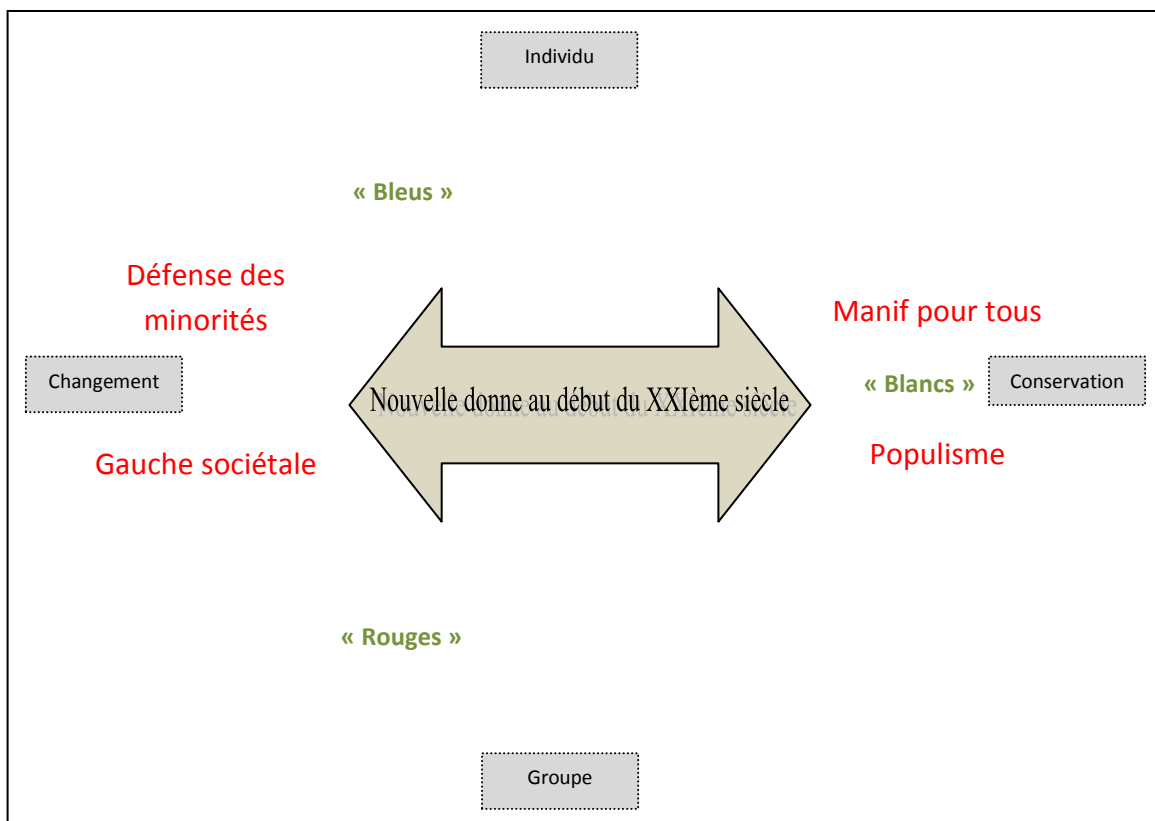 Individu
« Bleus »
Défense des
minorités
Manif pour tous
Changement
Nouvelle donne au début du XXIème siècle
« Blancs »
Conservation
Gauche sociétale
Populisme
« Rouges »
Groupe